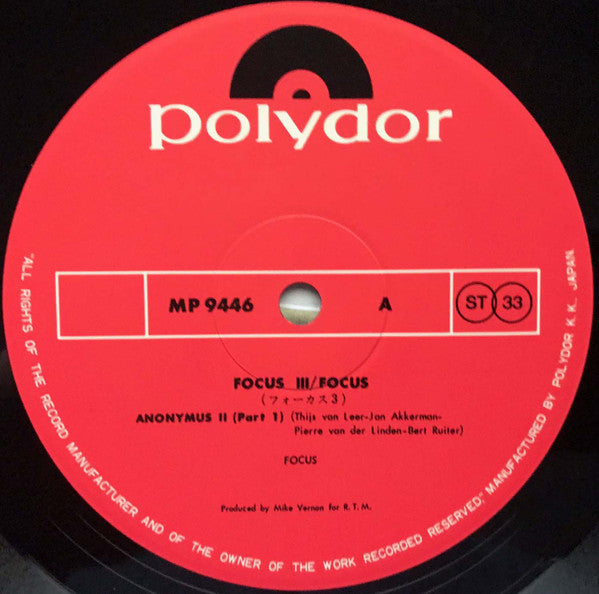 polydor
MP 9446 A ST 33
FOCUS III/FOCUS
(フォーカス3)
ANONYMUS II (Part 1) (Thijs van Leer-Jan Akkerman-
Pierre van der Linden-Bert Ruiter)
FOCUS
Produced by Mike Vernon for R.T.M.
"ALL RIGHTS OF THE RECORD MANUFACTURER AND OF THE OWNER OF THE WORK RECORDED RESERVED." MANUFACTURED BY POLYDOR K.K. JAPAN